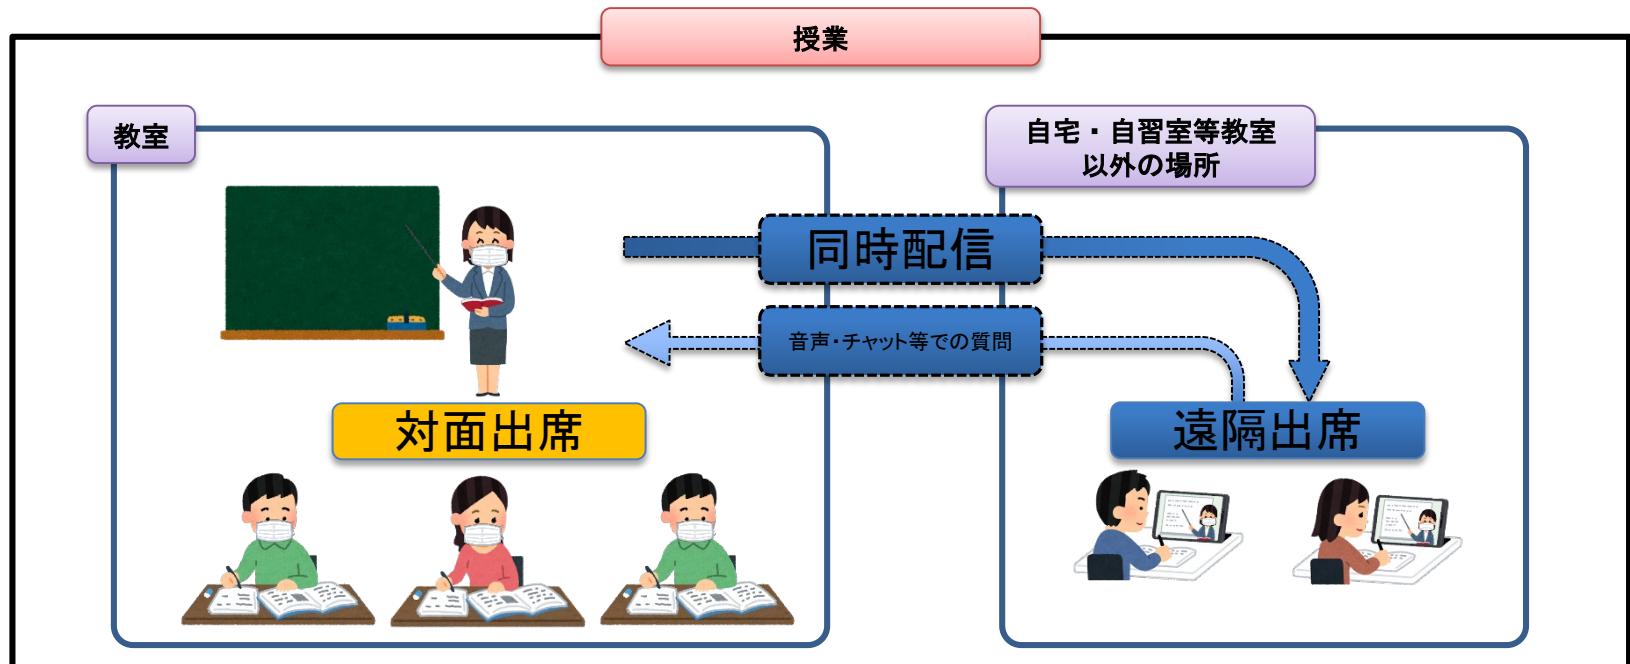 授業
教室
自宅・自習室等教室
以外の場所
同時配信
音声・チャット等での質問
対面出席
遠隔出席